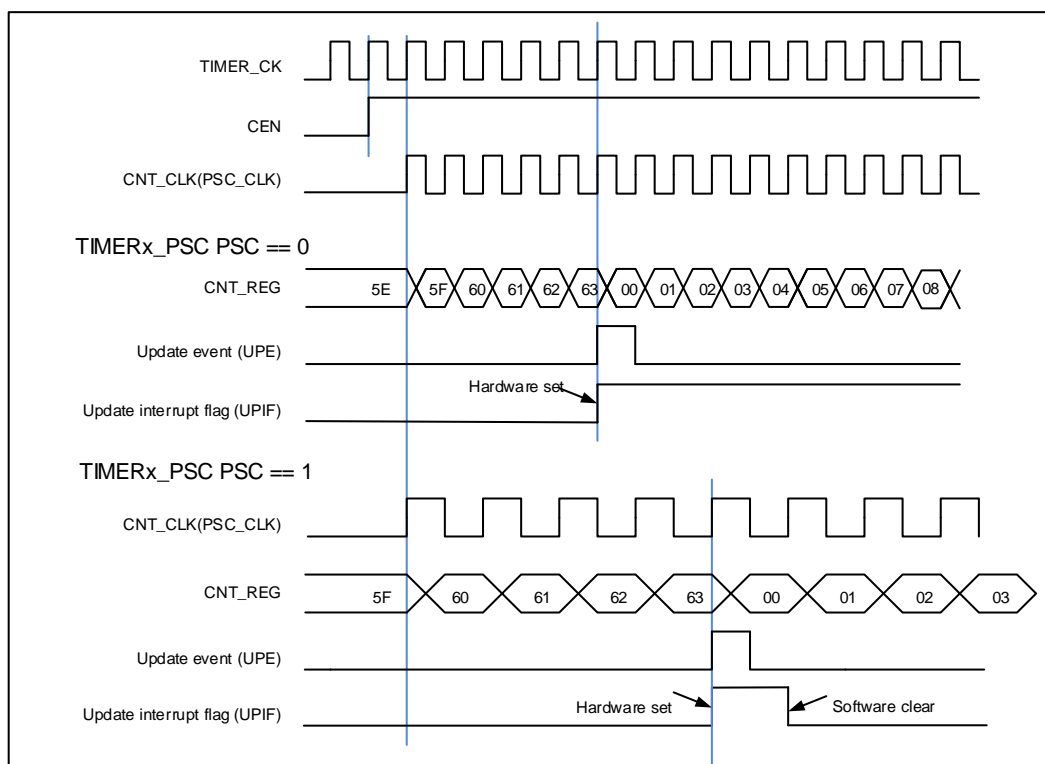 TIMER_CK
CEN
CNT_CLK(PSC_CLK)
TIMERx_PSC PSC == 0
CNT_REG 5E 5F 60 61 62 63 00 01 02 03 04 05 06 07 08
Update event (UPE)
Hardware set
Update interrupt flag (UPIF)
TIMERx_PSC PSC == 1
CNT_CLK(PSC_CLK)
CNT_REG 5F 60 61 62 63 00 01 02 03
Update event (UPE)
Update interrupt flag (UPIF) Hardware set Software clear